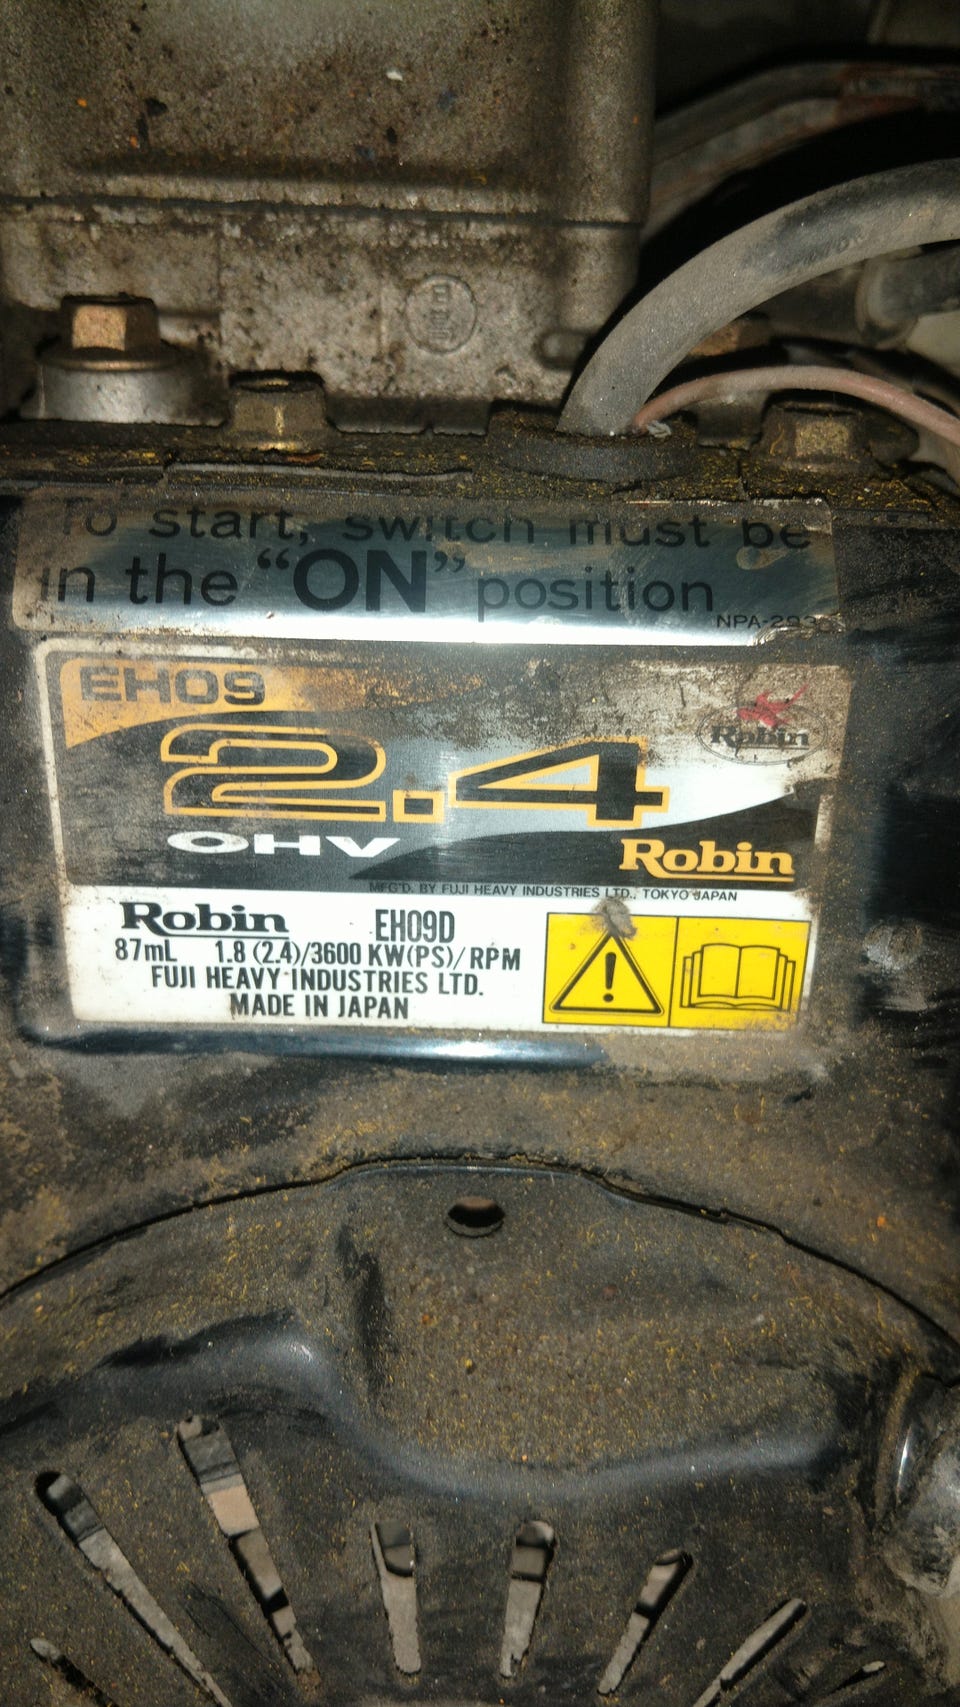 To start, switch must be
in the “ON” position
EH09
Robin
2.4
OHV
Robin
MFG'D. BY FUJI HEAVY INDUSTRIES LTD., TOKYO JAPAN
Robin EH09D
87mL 1.8 (2.4)/3600 KW(PS)/RPM
FUJI HEAVY INDUSTRIES LTD.
MADE IN JAPAN